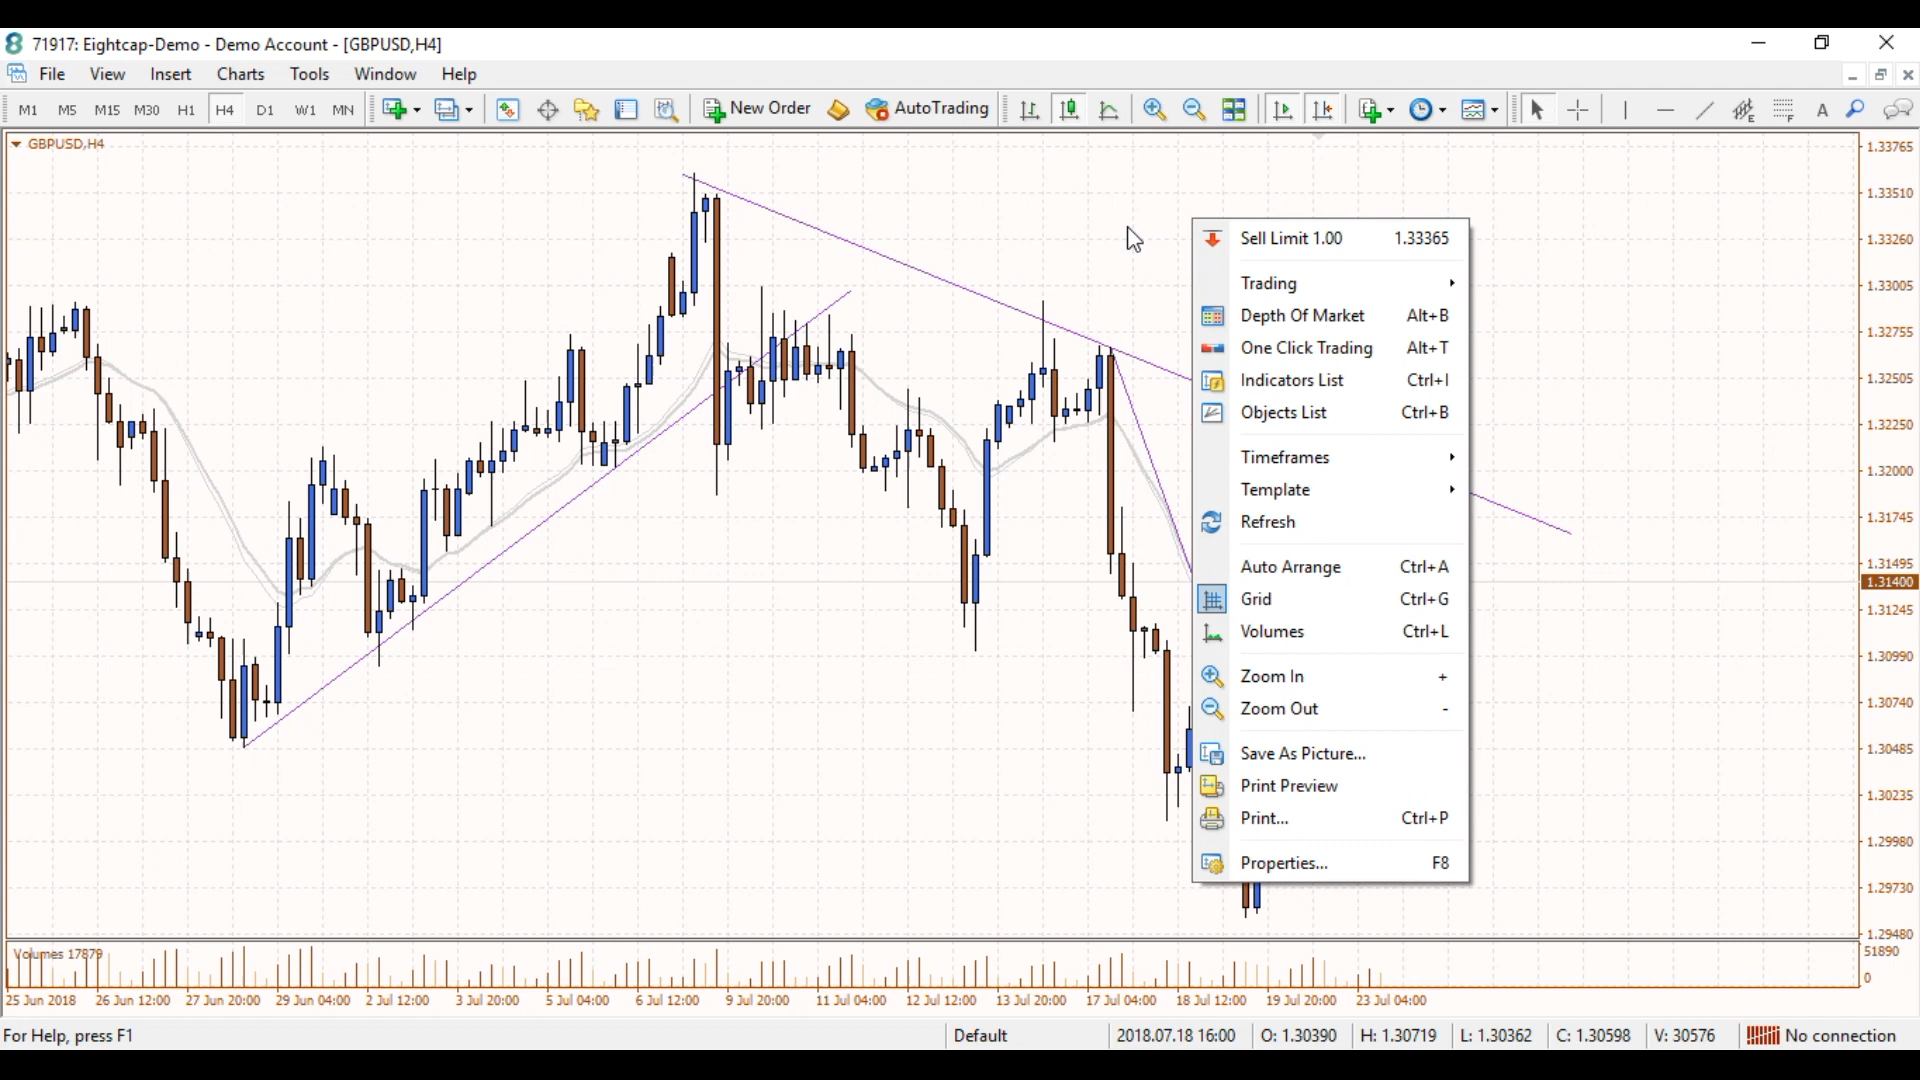 71917: Eightcap-Demo - Demo Account - [GBPUSD,H4]
File View Insert Charts Tools Window Help
M1 M5 M15 M30 H1 H4 D1 W1 MN New Order AutoTrading E F A
GBPUSD,H4
1.33765
1.33510
1.33260
1.33005
1.32755
1.32505
1.32250
1.32000
1.31745
1.31495
1.31400
1.31245
1.30990
1.30740
1.30485
1.30235
1.29980
1.29730
1.29480
Sell Limit 1.00 1.33365
Trading
Depth Of Market Alt+B
One Click Trading Alt+T
Indicators List Ctrl+I
Objects List Ctrl+B
Timeframes
Template
Refresh
Auto Arrange Ctrl+A
Grid Ctrl+G
Volumes Ctrl+L
Zoom In +
Zoom Out -
Save As Picture...
Print Preview
Print... Ctrl+P
Properties... F8
Volumes 17879
51890
0
25 Jun 2018 26 Jun 12:00 27 Jun 20:00 29 Jun 04:00 2 Jul 12:00 3 Jul 20:00 5 Jul 04:00 6 Jul 12:00 9 Jul 20:00 11 Jul 04:00 12 Jul 12:00 13 Jul 20:00 17 Jul 04:00 18 Jul 12:00 19 Jul 20:00 23 Jul 04:00
For Help, press F1 Default 2018.07.18 16:00 O: 1.30390 H: 1.30719 L: 1.30362 C: 1.30598 V: 30576 No connection